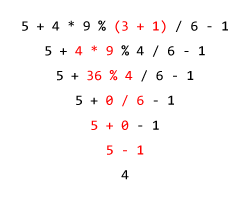 5 + 4 * 9 % (3 + 1) / 6 - 1
5 + 4 * 9 % 4 / 6 - 1
5 + 36 % 4 / 6 - 1
5 + 0 / 6 - 1
5 + 0 - 1
5 - 1
4